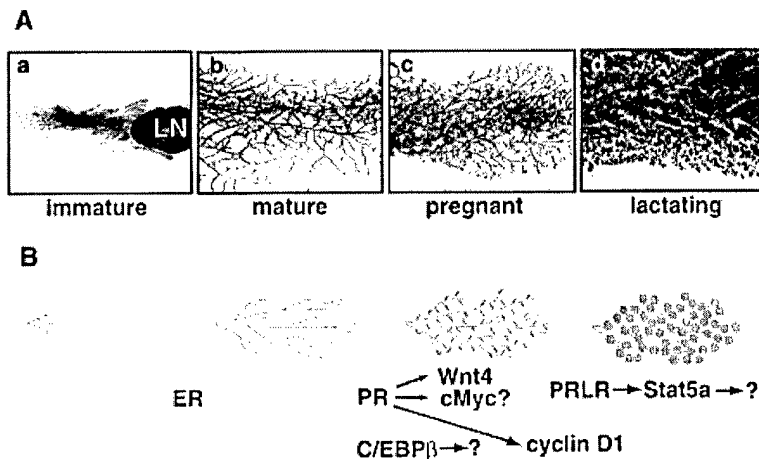 A
a b c d
LN
immature mature pregnant lactating
B
Wnt4
ER PR cMyc? PRLR Stat5a ?
C/EBPβ ? cyclin D1